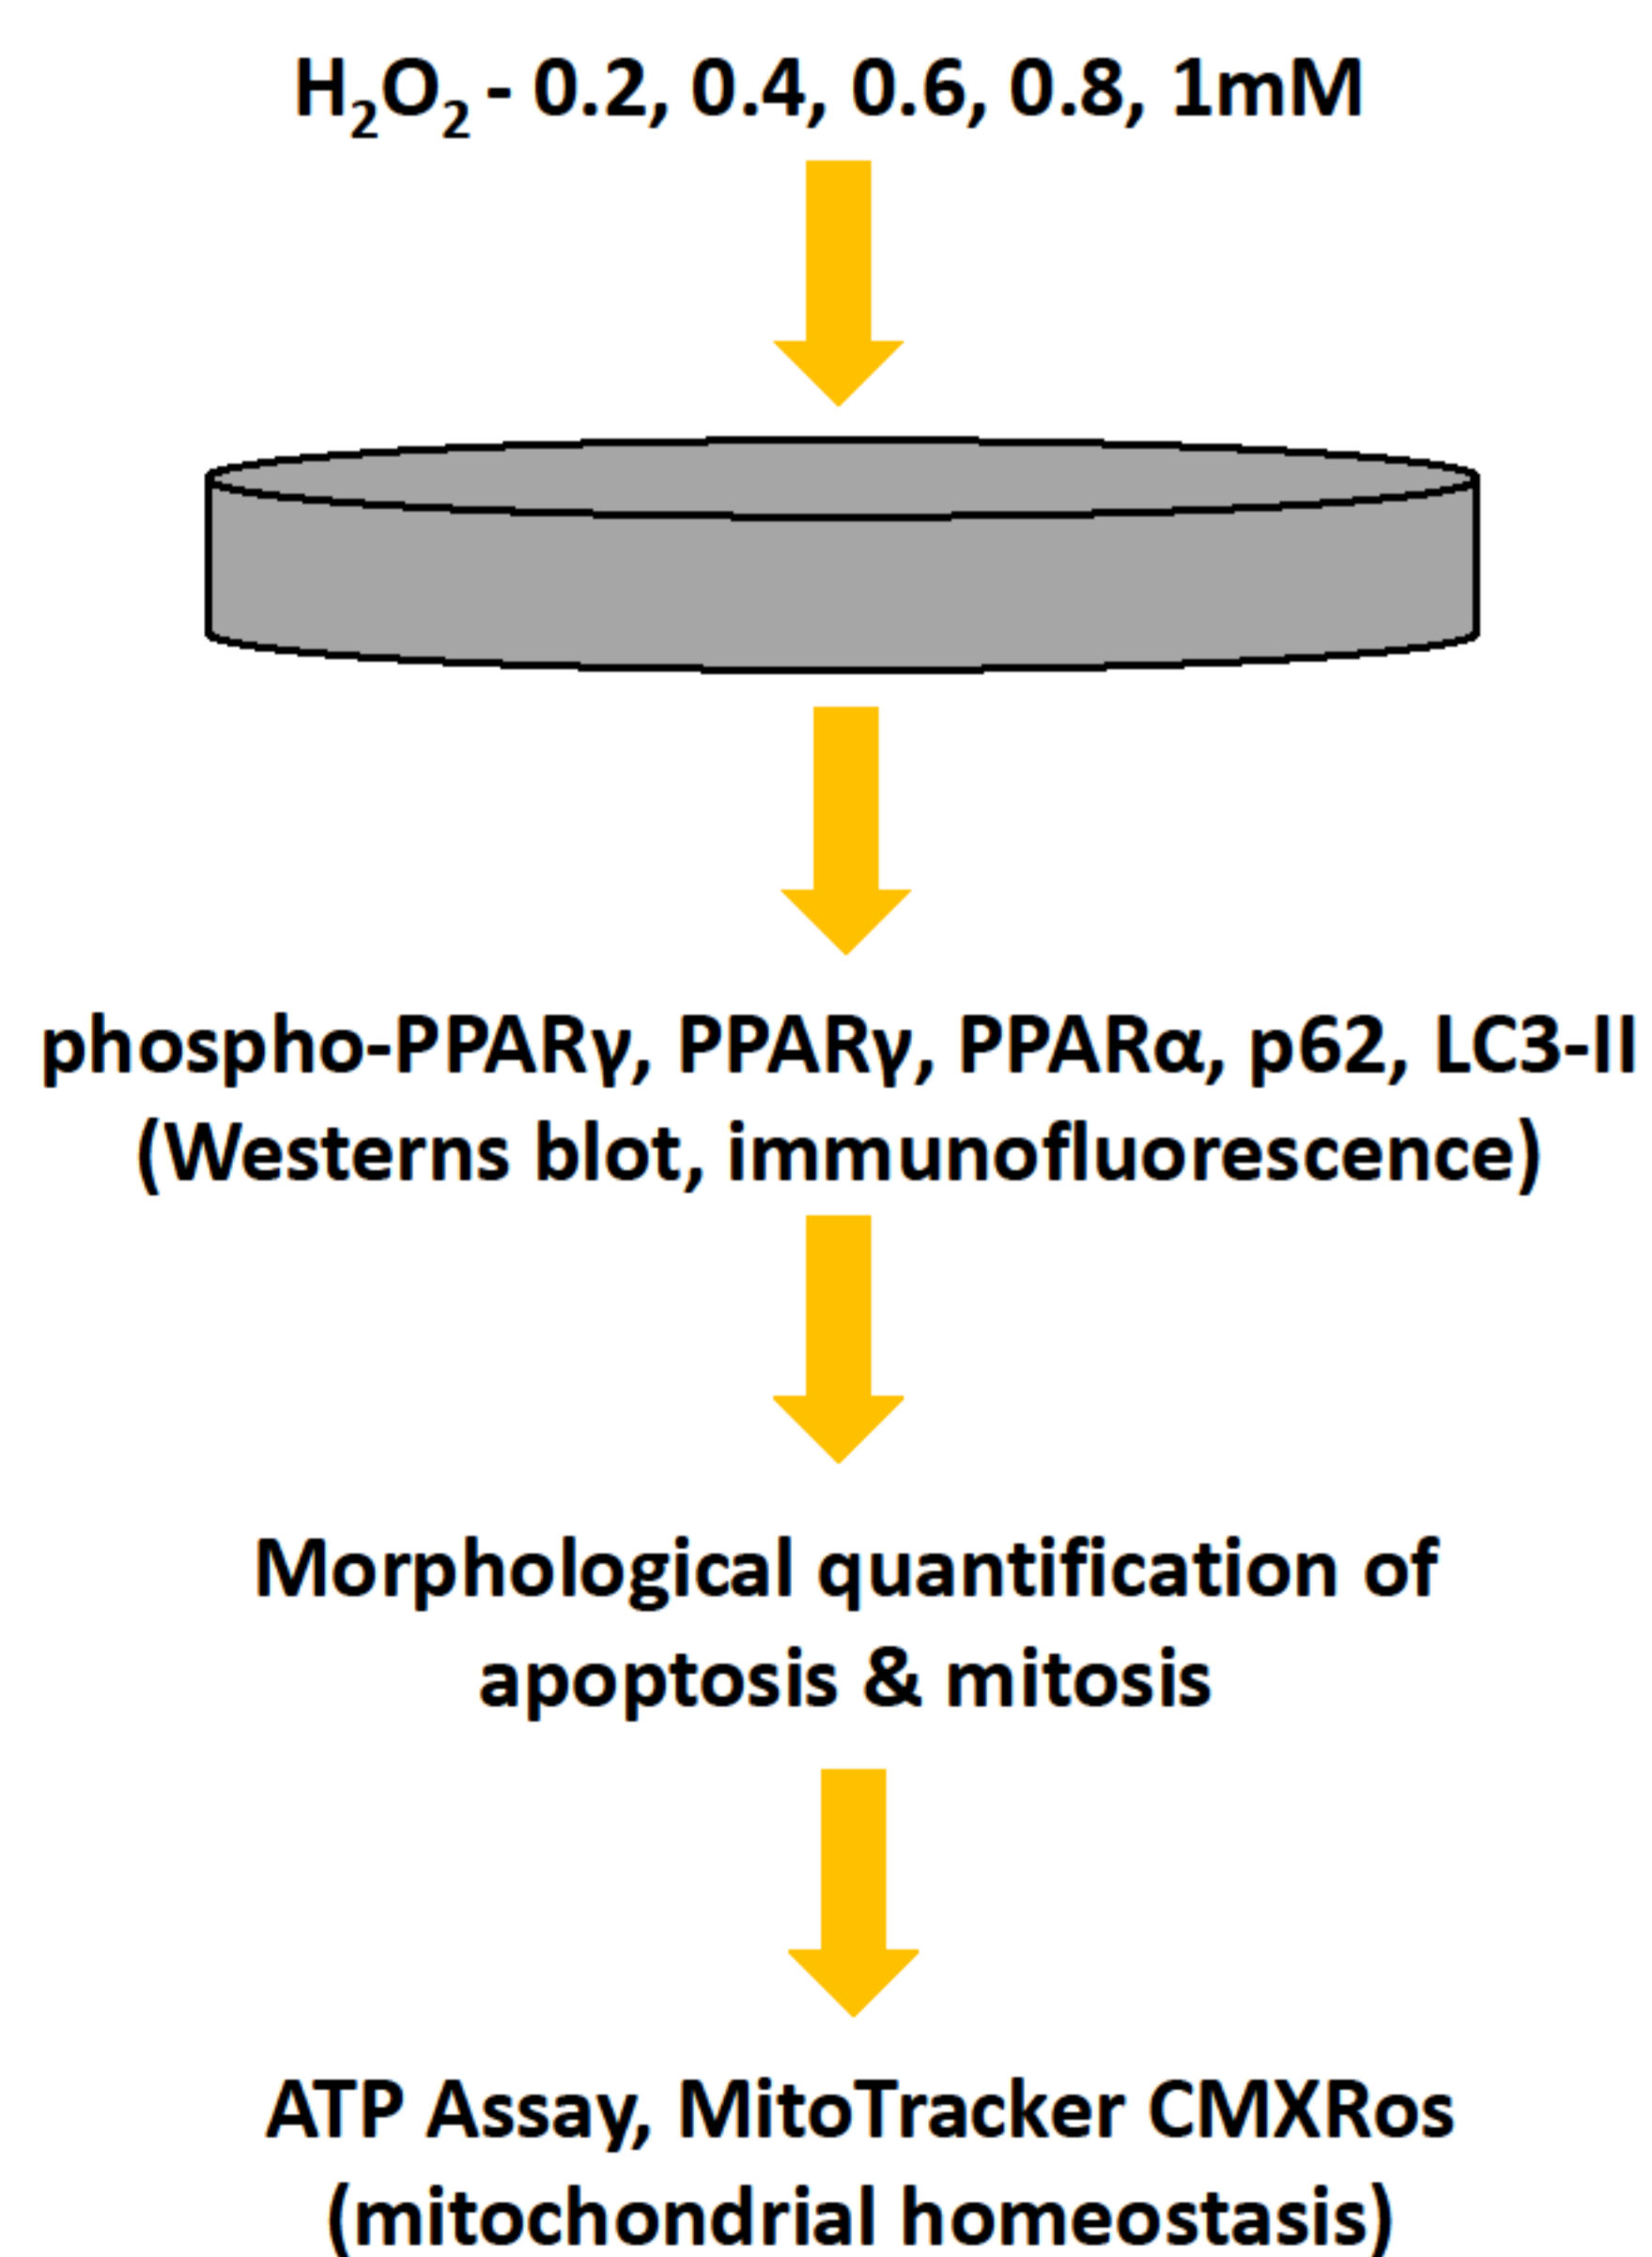 H₂O₂ - 0.2, 0.4, 0.6, 0.8, 1mM
phospho-PPARγ, PPARγ, PPARα, p62, LC3-II
(Westerns blot, immunofluorescence)
Morphological quantification of
apoptosis & mitosis
ATP Assay, MitoTracker CMXRos
(mitochondrial homeostasis)